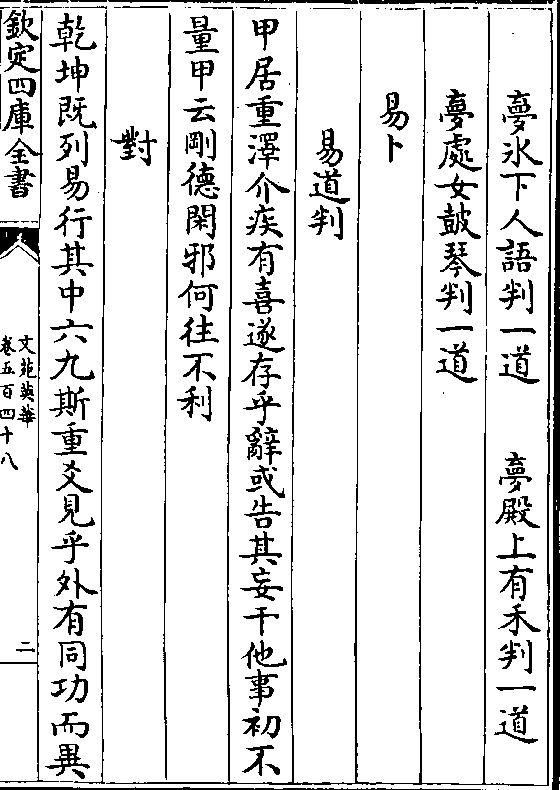 夢氷下人語判一道　夢殿上有禾判一道
夢處女鼓琴判一道
易卜
易道判
甲居重澤介疾有喜遂存乎辭或告其妄干他事初不
量甲云剛德閑邪何往不利
對
乾坤既列易行其中六九斯重爻見乎外有同功而異
欽定四庫全書
文苑英華
卷五百四十八
二